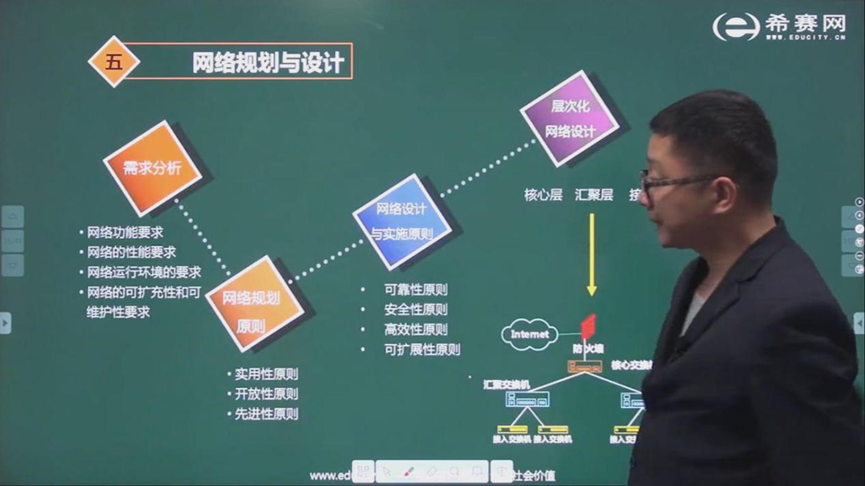 希赛网
WWW.EDUCITY.CN
五
网络规划与设计
层次化
网络设计
需求分析
网络设计
与实施原则
核心层 汇聚层
• 网络功能要求
• 网络的性能要求
• 网络运行环境的要求
• 网络的可扩充性和可
维护性要求
网络规划
原则
• 可靠性原则
• 安全性原则
• 高效性原则
• 可扩展性原则
• 实用性原则
• 开放性原则
• 先进性原则
Internet
防火墙
核心交换
汇聚交换机
接入交换机 接入交换机
www.edu
社会价值